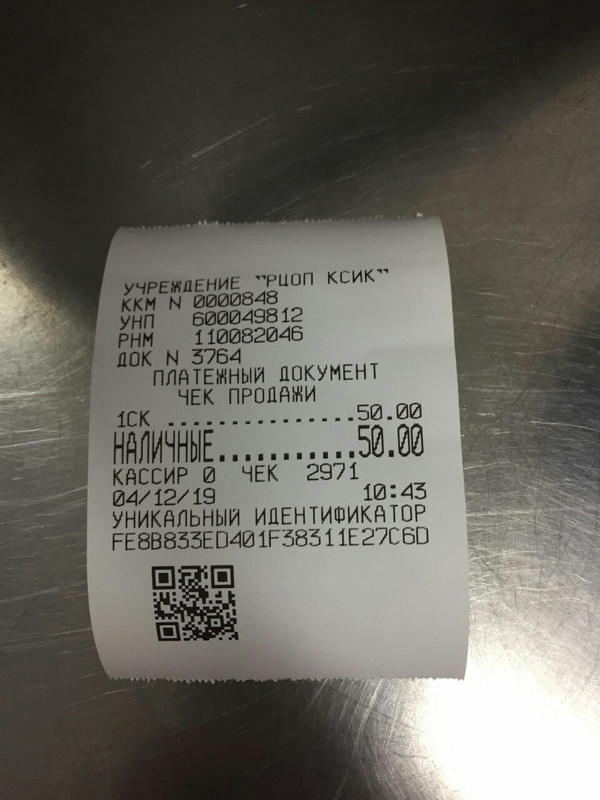 УЧРЕЖДЕНИЕ "РЦОП КСИК"
ККМ N 0000848
УНП 600049812
РНМ 110082046
ДОК N 3764
ПЛАТЕЖНЫЙ ДОКУМЕНТ
ЧЕК ПРОДАЖИ
1СК ................50.00
НАЛИЧНЫЕ...........50.00
КАССИР 0 ЧЕК 2971
04/12/19 10:43
УНИКАЛЬНЫЙ ИДЕНТИФИКАТОР
FE8B833ED401F38311E27C6D